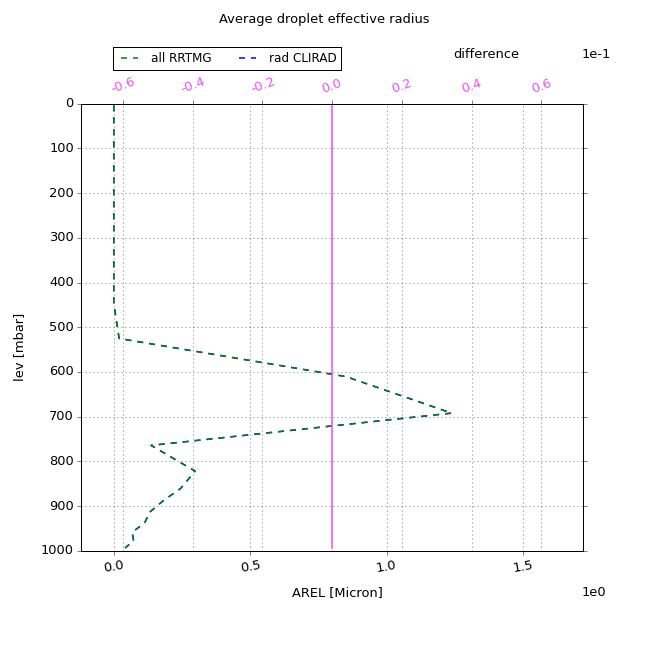 Average droplet effective radius
all RRTMG rad CLIRAD
difference 1e-1
-0.6 -0.4 -0.2 0.0 0.2 0.4 0.6
0
100
200
300
400
500
600
700
800
900
1000
lev [mbar]
0.0 0.5 1.0 1.5
AREL [Micron] 1e0